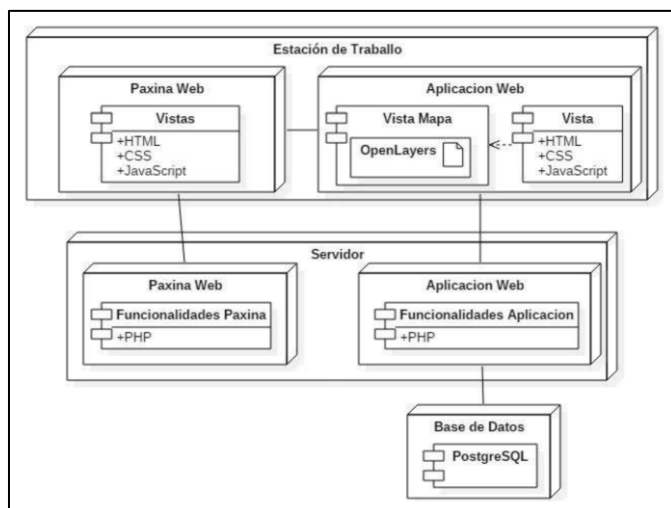 Estación de Traballo
Paxina Web
Vistas
+HTML
+CSS
+JavaScript
Aplicacion Web
Vista Mapa
OpenLayers
Vista
+HTML
+CSS
+JavaScript
Servidor
Paxina Web
Funcionalidades Paxina
+PHP
Aplicacion Web
Funcionalidades Aplicacion
+PHP
Base de Datos
PostgreSQL